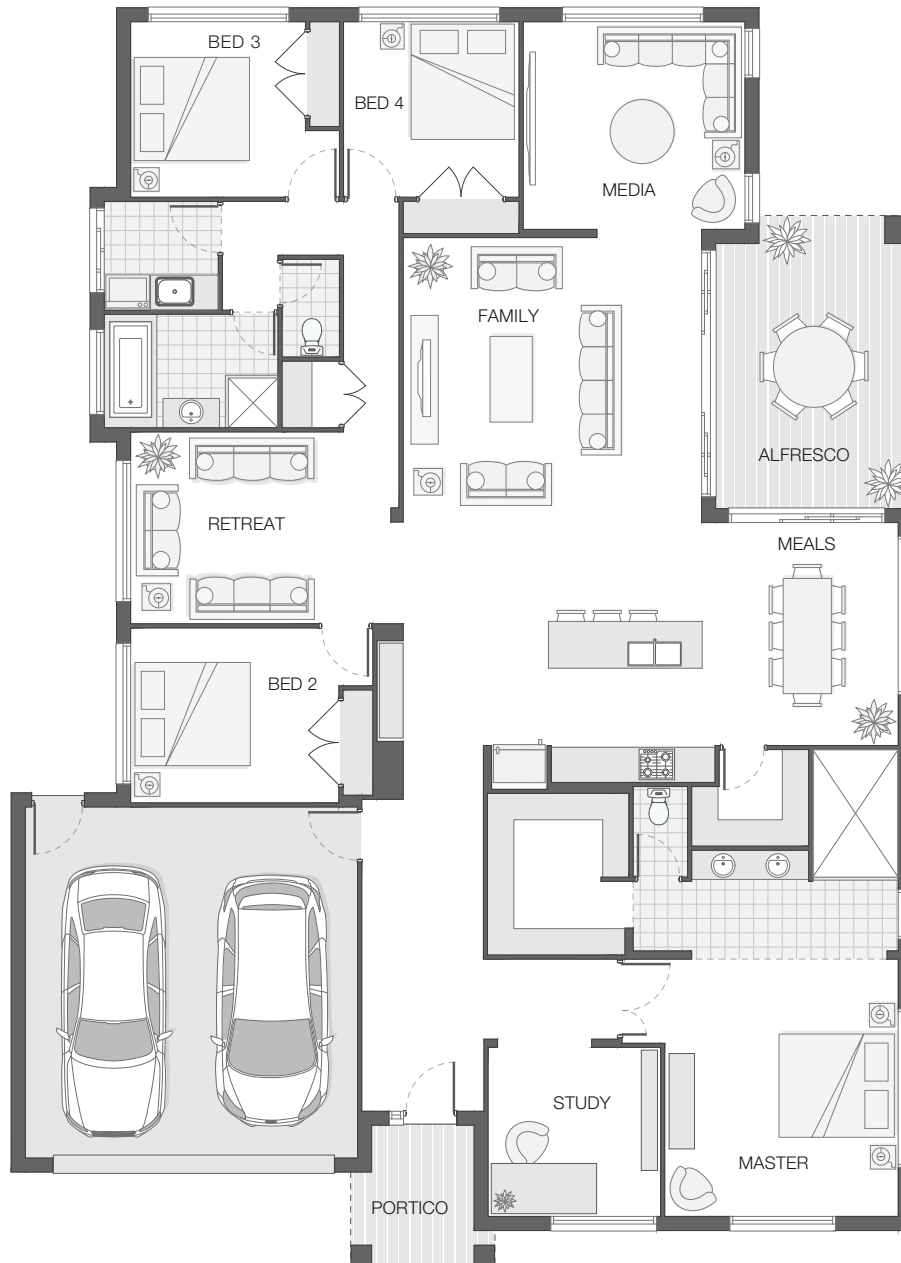 BED 3
BED 4
MEDIA
FAMILY
ALFRESCO
RETREAT
MEALS
BED 2
STUDY
MASTER
PORTICO